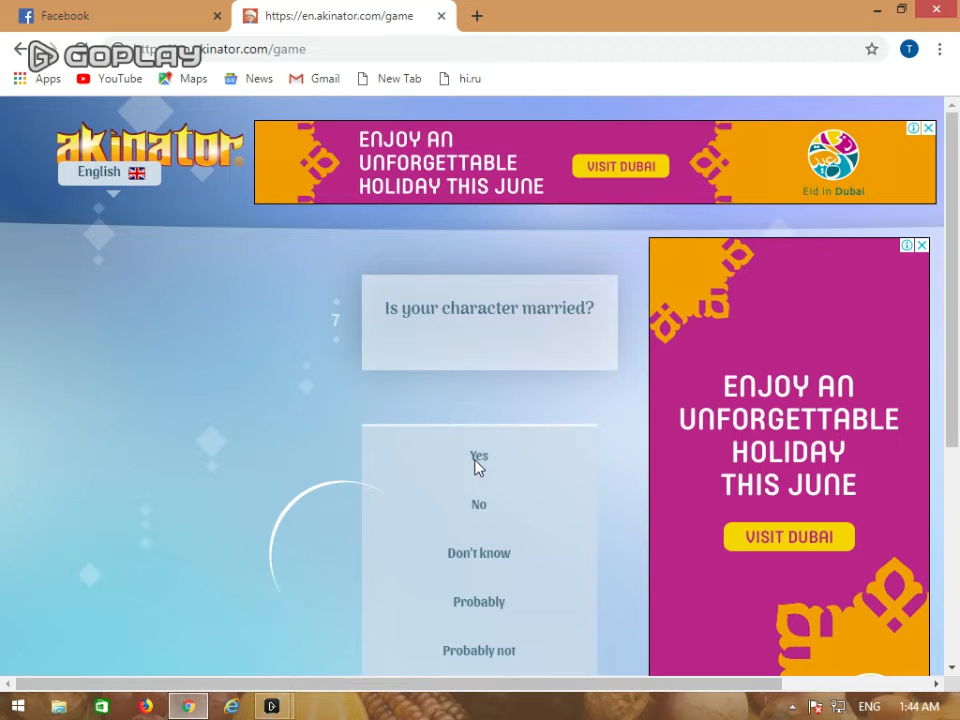 Facebook
https://en.akinator.com/game
GOPLAY
akinator.com/game
T
Apps
YouTube
Maps
News
Gmail
New Tab
hi.ru
akinator
English
ENJOY AN
UNFORGETTABLE
HOLIDAY THIS JUNE
VISIT DUBAI
Eid in Dubai
7
Is your character married?
Yes
No
Don't know
Probably
Probably not
ENJOY AN
UNFORGETTABLE
HOLIDAY
THIS JUNE
VISIT DUBAI
ENG
1:44 AM